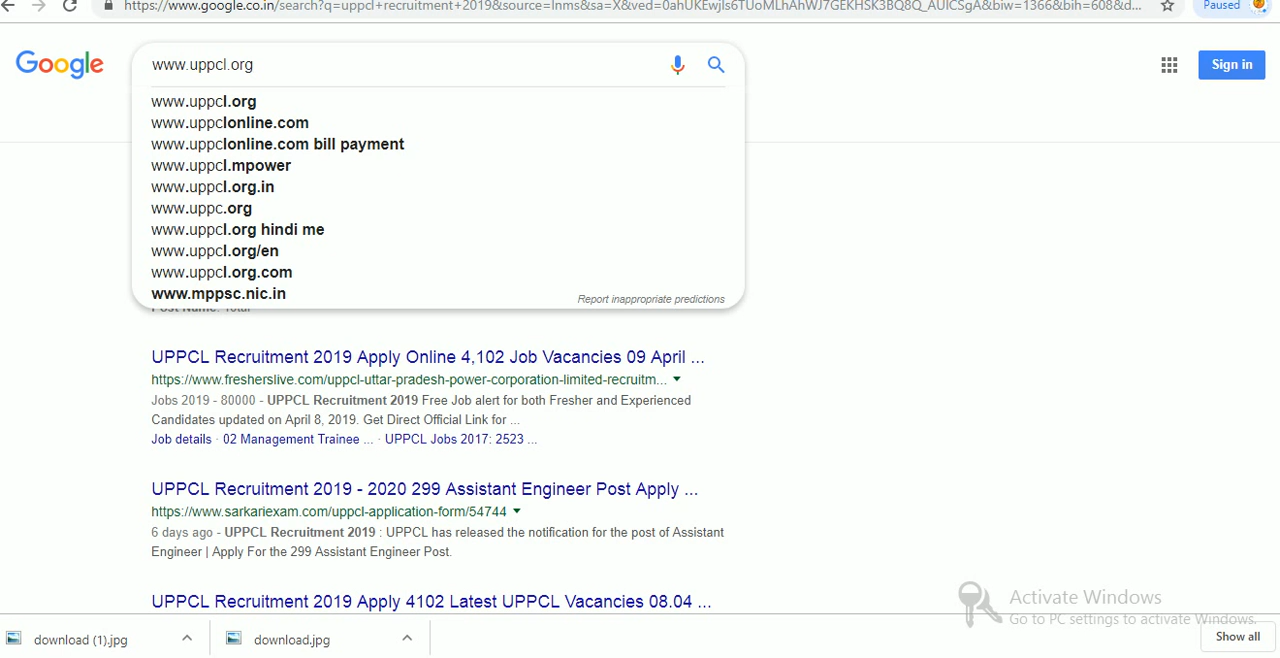 https://www.google.co.in/search?q=uppcl+recruitment+2019&source=lnms&sa=X&ved=0ahUKEwjls6TUoMLhAhWJ7GEKHSK3BQ8Q_AUICSgA&biw=1366&bih=608&d...
Paused
Google
www.uppcl.org
Sign in
www.uppcl.org
www.uppclonline.com
www.uppclonline.com bill payment
www.uppcl.mpower
www.uppcl.org.in
www.uppc.org
www.uppcl.org hindi me
www.uppcl.org/en
www.uppcl.org.com
www.mppsc.nic.in
Report inappropriate predictions
Post Name: Total
UPPCL Recruitment 2019 Apply Online 4,102 Job Vacancies 09 April ...
https://www.fresherslive.com/uppcl-uttar-pradesh-power-corporation-limited-recruitm...
Jobs 2019 - 80000 - UPPCL Recruitment 2019 Free Job alert for both Fresher and Experienced
Candidates updated on April 8, 2019. Get Direct Official Link for ...
Job details · 02 Management Trainee ... · UPPCL Jobs 2017: 2523 ...
UPPCL Recruitment 2019 - 2020 299 Assistant Engineer Post Apply ...
https://www.sarkariexam.com/uppcl-application-form/54744
6 days ago - UPPCL Recruitment 2019 : UPPCL has released the notification for the post of Assistant
Engineer | Apply For the 299 Assistant Engineer Post.
UPPCL Recruitment 2019 Apply 4102 Latest UPPCL Vacancies 08.04 ...
Activate Windows
Go to PC settings to activate Windows.
download (1).jpg
download.jpg
Show all